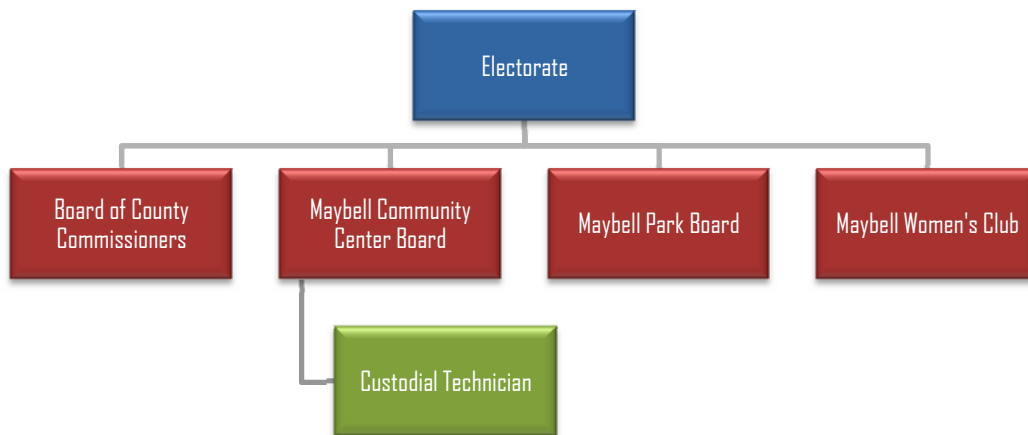 Electorate
Board of County
Commissioners
Maybell Community
Center Board
Maybell Park Board
Maybell Women's Club
Custodial Technician